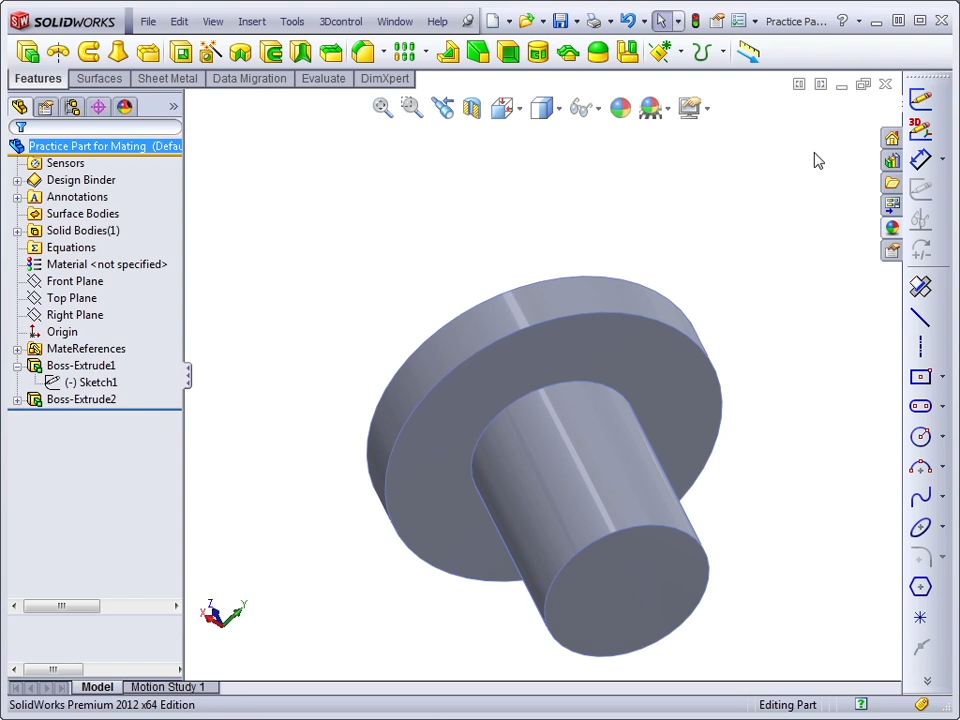 SOLIDWORKS File Edit View Insert Tools 3Dcontrol Window Help Practice Pa... ?
Features Surfaces Sheet Metal Data Migration Evaluate DimXpert
Practice Part for Mating (Defau
Sensors
Design Binder
Annotations
Surface Bodies
Solid Bodies(1)
Equations
Material <not specified>
Front Plane
Top Plane
Right Plane
Origin
MateReferences
Boss-Extrude1
(-) Sketch1
Boss-Extrude2
3D
X Z Y
Model Motion Study 1
SolidWorks Premium 2012 x64 Edition Editing Part ?